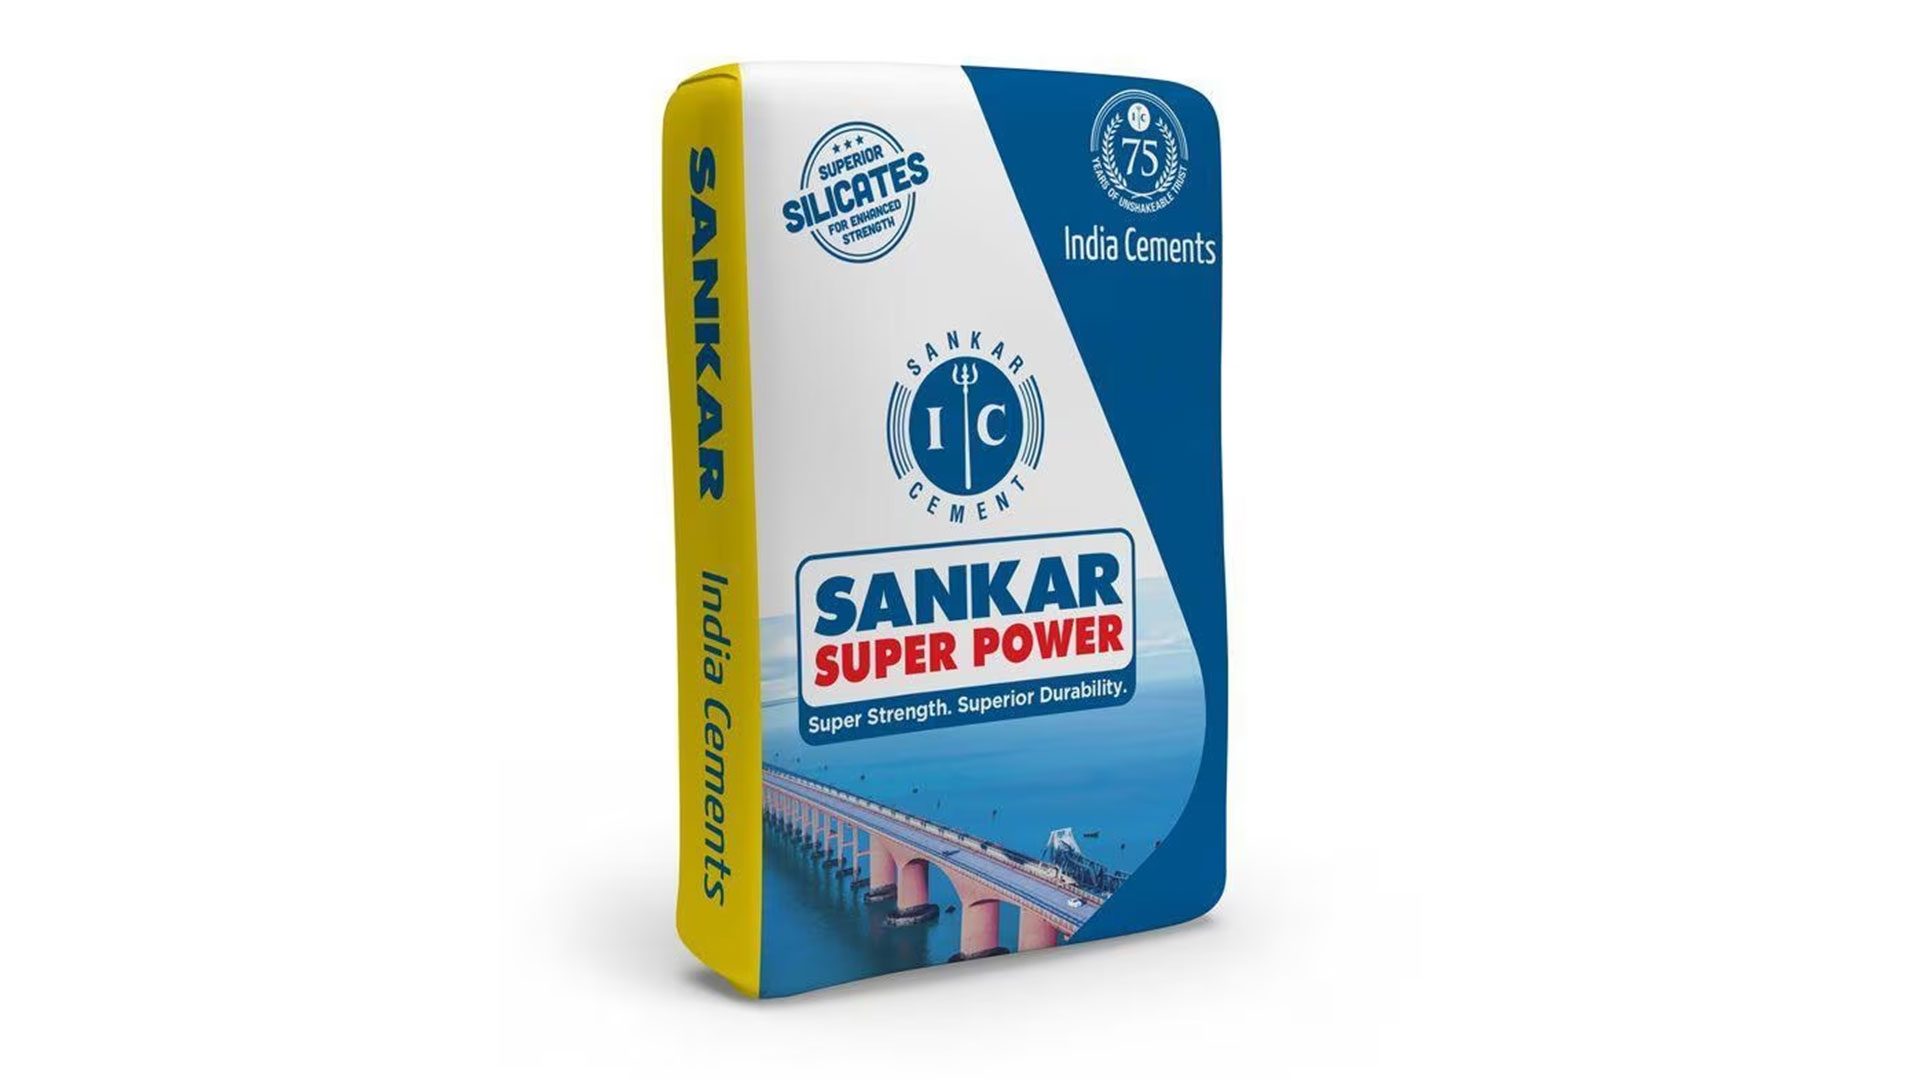 SANKAR India Cements
SUPERIOR
SILICATES
FOR ENHANCED
STRENGTH
I C
75
YEARS OF UNSHAKEABLE TRUST
India Cements
SANKAR
I C
CEMENT
SANKAR
SUPER POWER
Super Strength. Superior Durability.